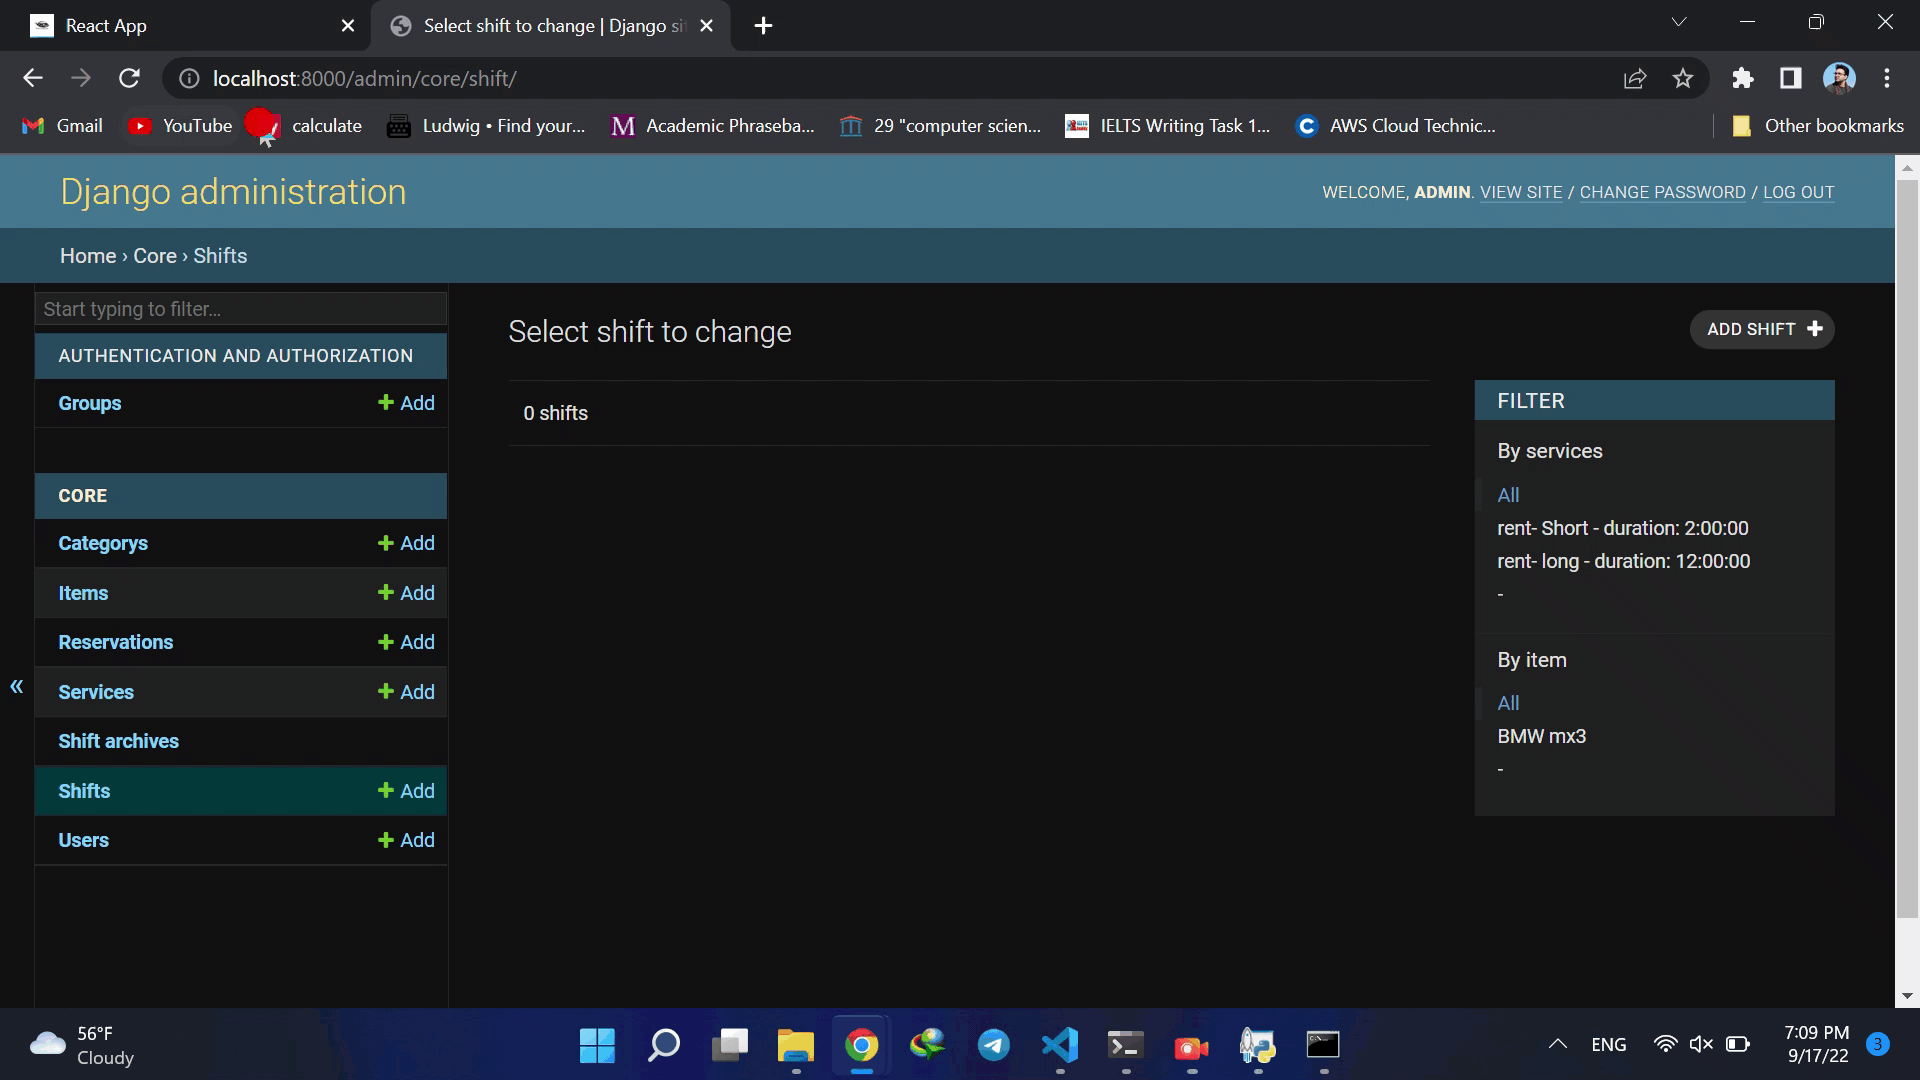 React App
Select shift to change | Django si
localhost:8000/admin/core/shift/
Gmail
YouTube
calculate
Ludwig • Find your...
M
Academic Phraseba...
29 "computer scien...
IELTS Writing Task 1...
C
AWS Cloud Technic...
Other bookmarks
Django administration
WELCOME, ADMIN. VIEW SITE / CHANGE PASSWORD / LOG OUT
Home › Core › Shifts
Start typing to filter...
AUTHENTICATION AND AUTHORIZATION
Groups + Add
CORE
Categorys + Add
Items + Add
Reservations + Add
Services + Add
Shift archives
Shifts + Add
Users + Add
«
Select shift to change
ADD SHIFT +
0 shifts
FILTER
By services
All
rent- Short - duration: 2:00:00
rent- long - duration: 12:00:00
-
By item
All
BMW mx3
-
56°F
Cloudy
ENG
7:09 PM
9/17/22
3